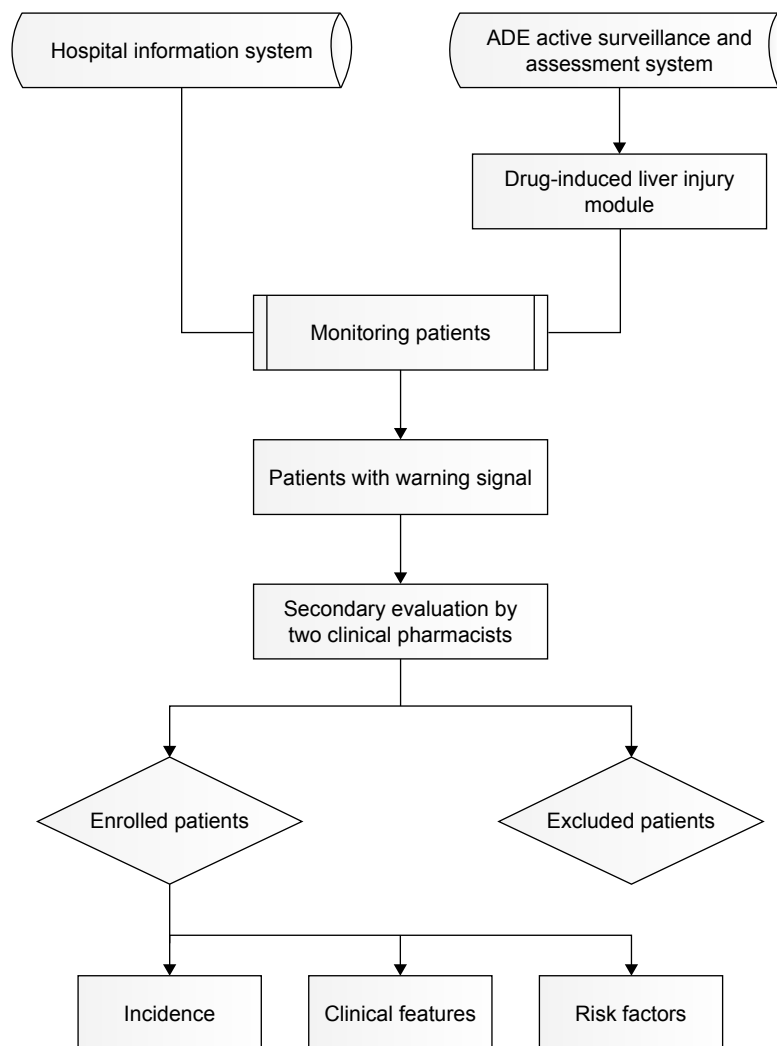 Hospital information system
ADE active surveillance and
assessment system
Drug-induced liver injury
module
Monitoring patients
Patients with warning signal
Secondary evaluation by
two clinical pharmacists
Enrolled patients
Excluded patients
Incidence
Clinical features
Risk factors